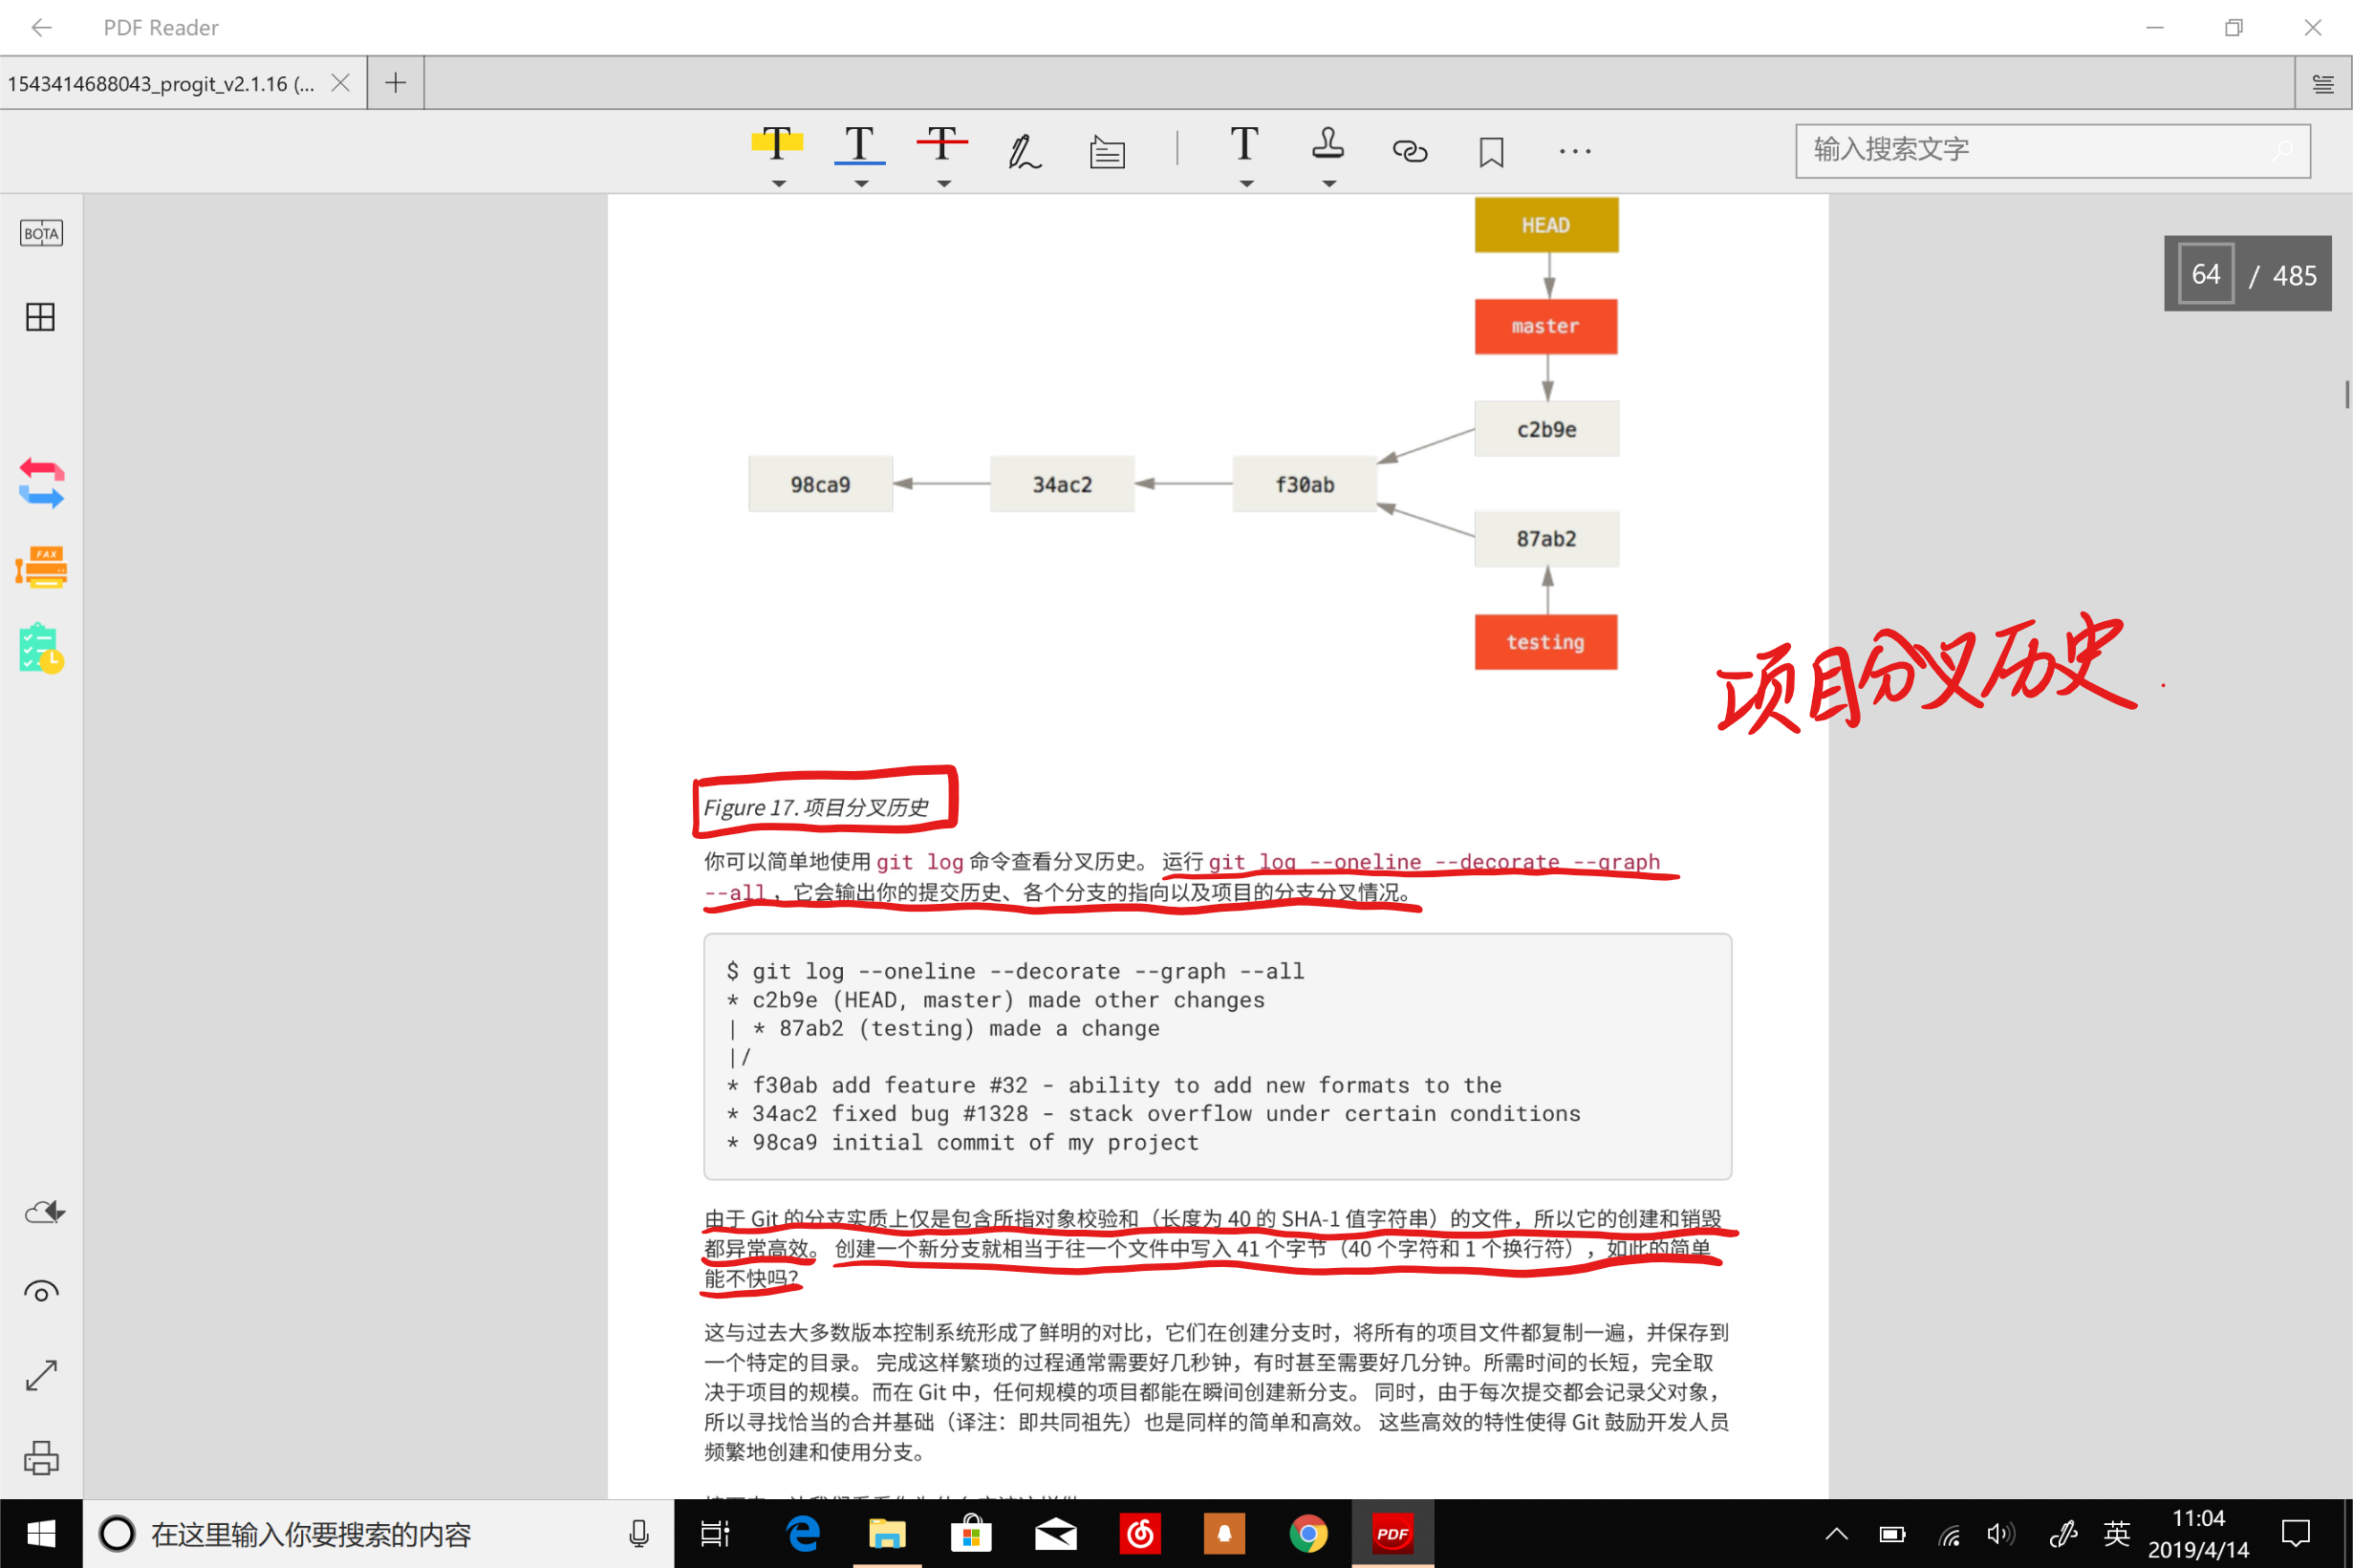 PDF Reader
1543414688043_progit_v2.1.16 (...
输入搜索文字
BOTA
64 / 485
HEAD
master
c2b9e
98ca9
34ac2
f30ab
87ab2
testing
项目分叉历史
FAX
Figure 17. 项目分叉历史
你可以简单地使用 git log 命令查看分叉历史。 运行 git log --oneline --decorate --graph
--all ，它会输出你的提交历史、各个分支的指向以及项目的分支分叉情况。
$ git log --oneline --decorate --graph --all
* c2b9e (HEAD, master) made other changes
| * 87ab2 (testing) made a change
|/
* f30ab add feature #32 - ability to add new formats to the
* 34ac2 fixed bug #1328 - stack overflow under certain conditions
* 98ca9 initial commit of my project
由于 Git 的分支实质上仅是包含所指对象校验和（长度为 40 的 SHA-1 值字符串）的文件，所以它的创建和销毁
都异常高效。 创建一个新分支就相当于往一个文件中写入 41 个字节（40 个字符和 1 个换行符），如此的简单
能不快吗？
这与过去大多数版本控制系统形成了鲜明的对比，它们在创建分支时，将所有的项目文件都复制一遍，并保存到
一个特定的目录。 完成这样繁琐的过程通常需要好几秒钟，有时甚至需要好几分钟。所需时间的长短，完全取
决于项目的规模。而在 Git 中，任何规模的项目都能在瞬间创建新分支。 同时，由于每次提交都会记录父对象，
所以寻找恰当的合并基础（译注：即共同祖先）也是同样的简单和高效。 这些高效的特性使得 Git 鼓励开发人员
频繁地创建和使用分支。
在这里输入你要搜索的内容
PDF
英
11:04
2019/4/14